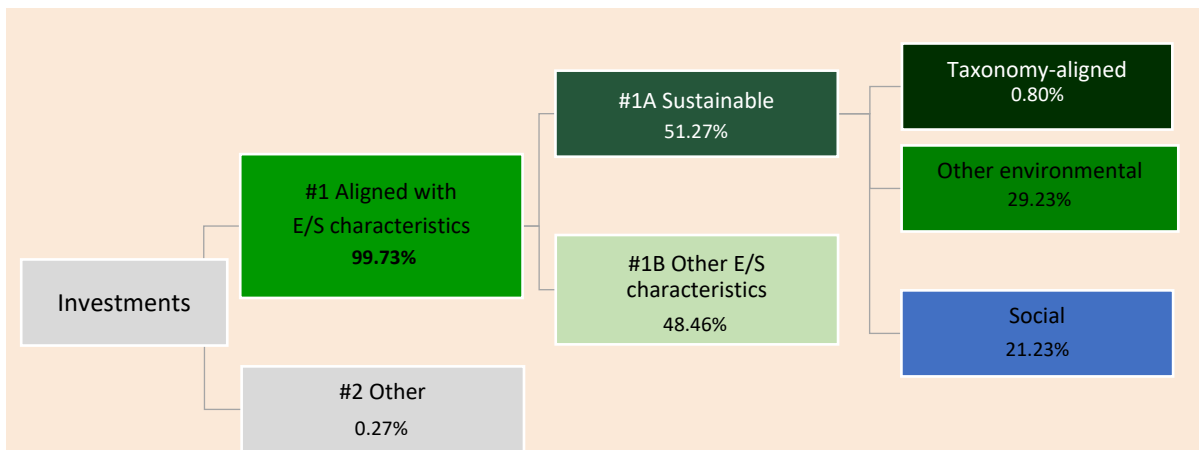 Investments
#1 Aligned with
E/S characteristics
99.73%
#2 Other
0.27%
#1A Sustainable
51.27%
#1B Other E/S
characteristics
48.46%
Taxonomy-aligned
0.80%
Other environmental
29.23%
Social
21.23%